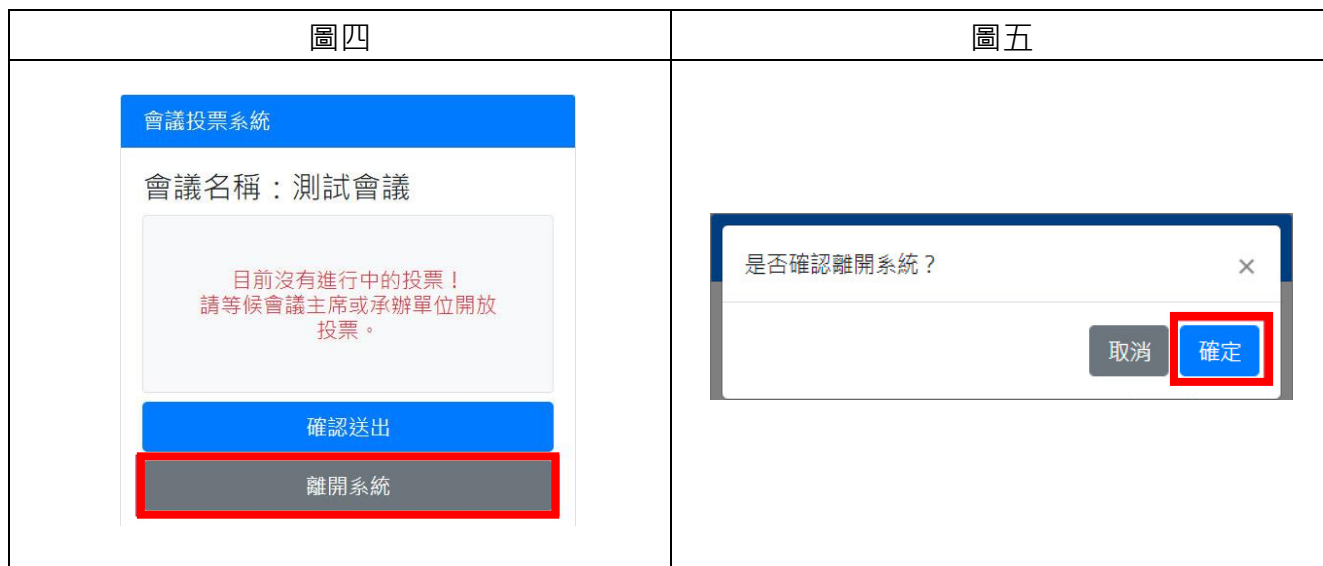 圖四
圖五
會議投票系統
會議名稱：測試會議
目前沒有進行中的投票！
請等候會議主席或承辦單位開放
投票。
確認送出
離開系統
是否確認離開系統？
×
取消
確定